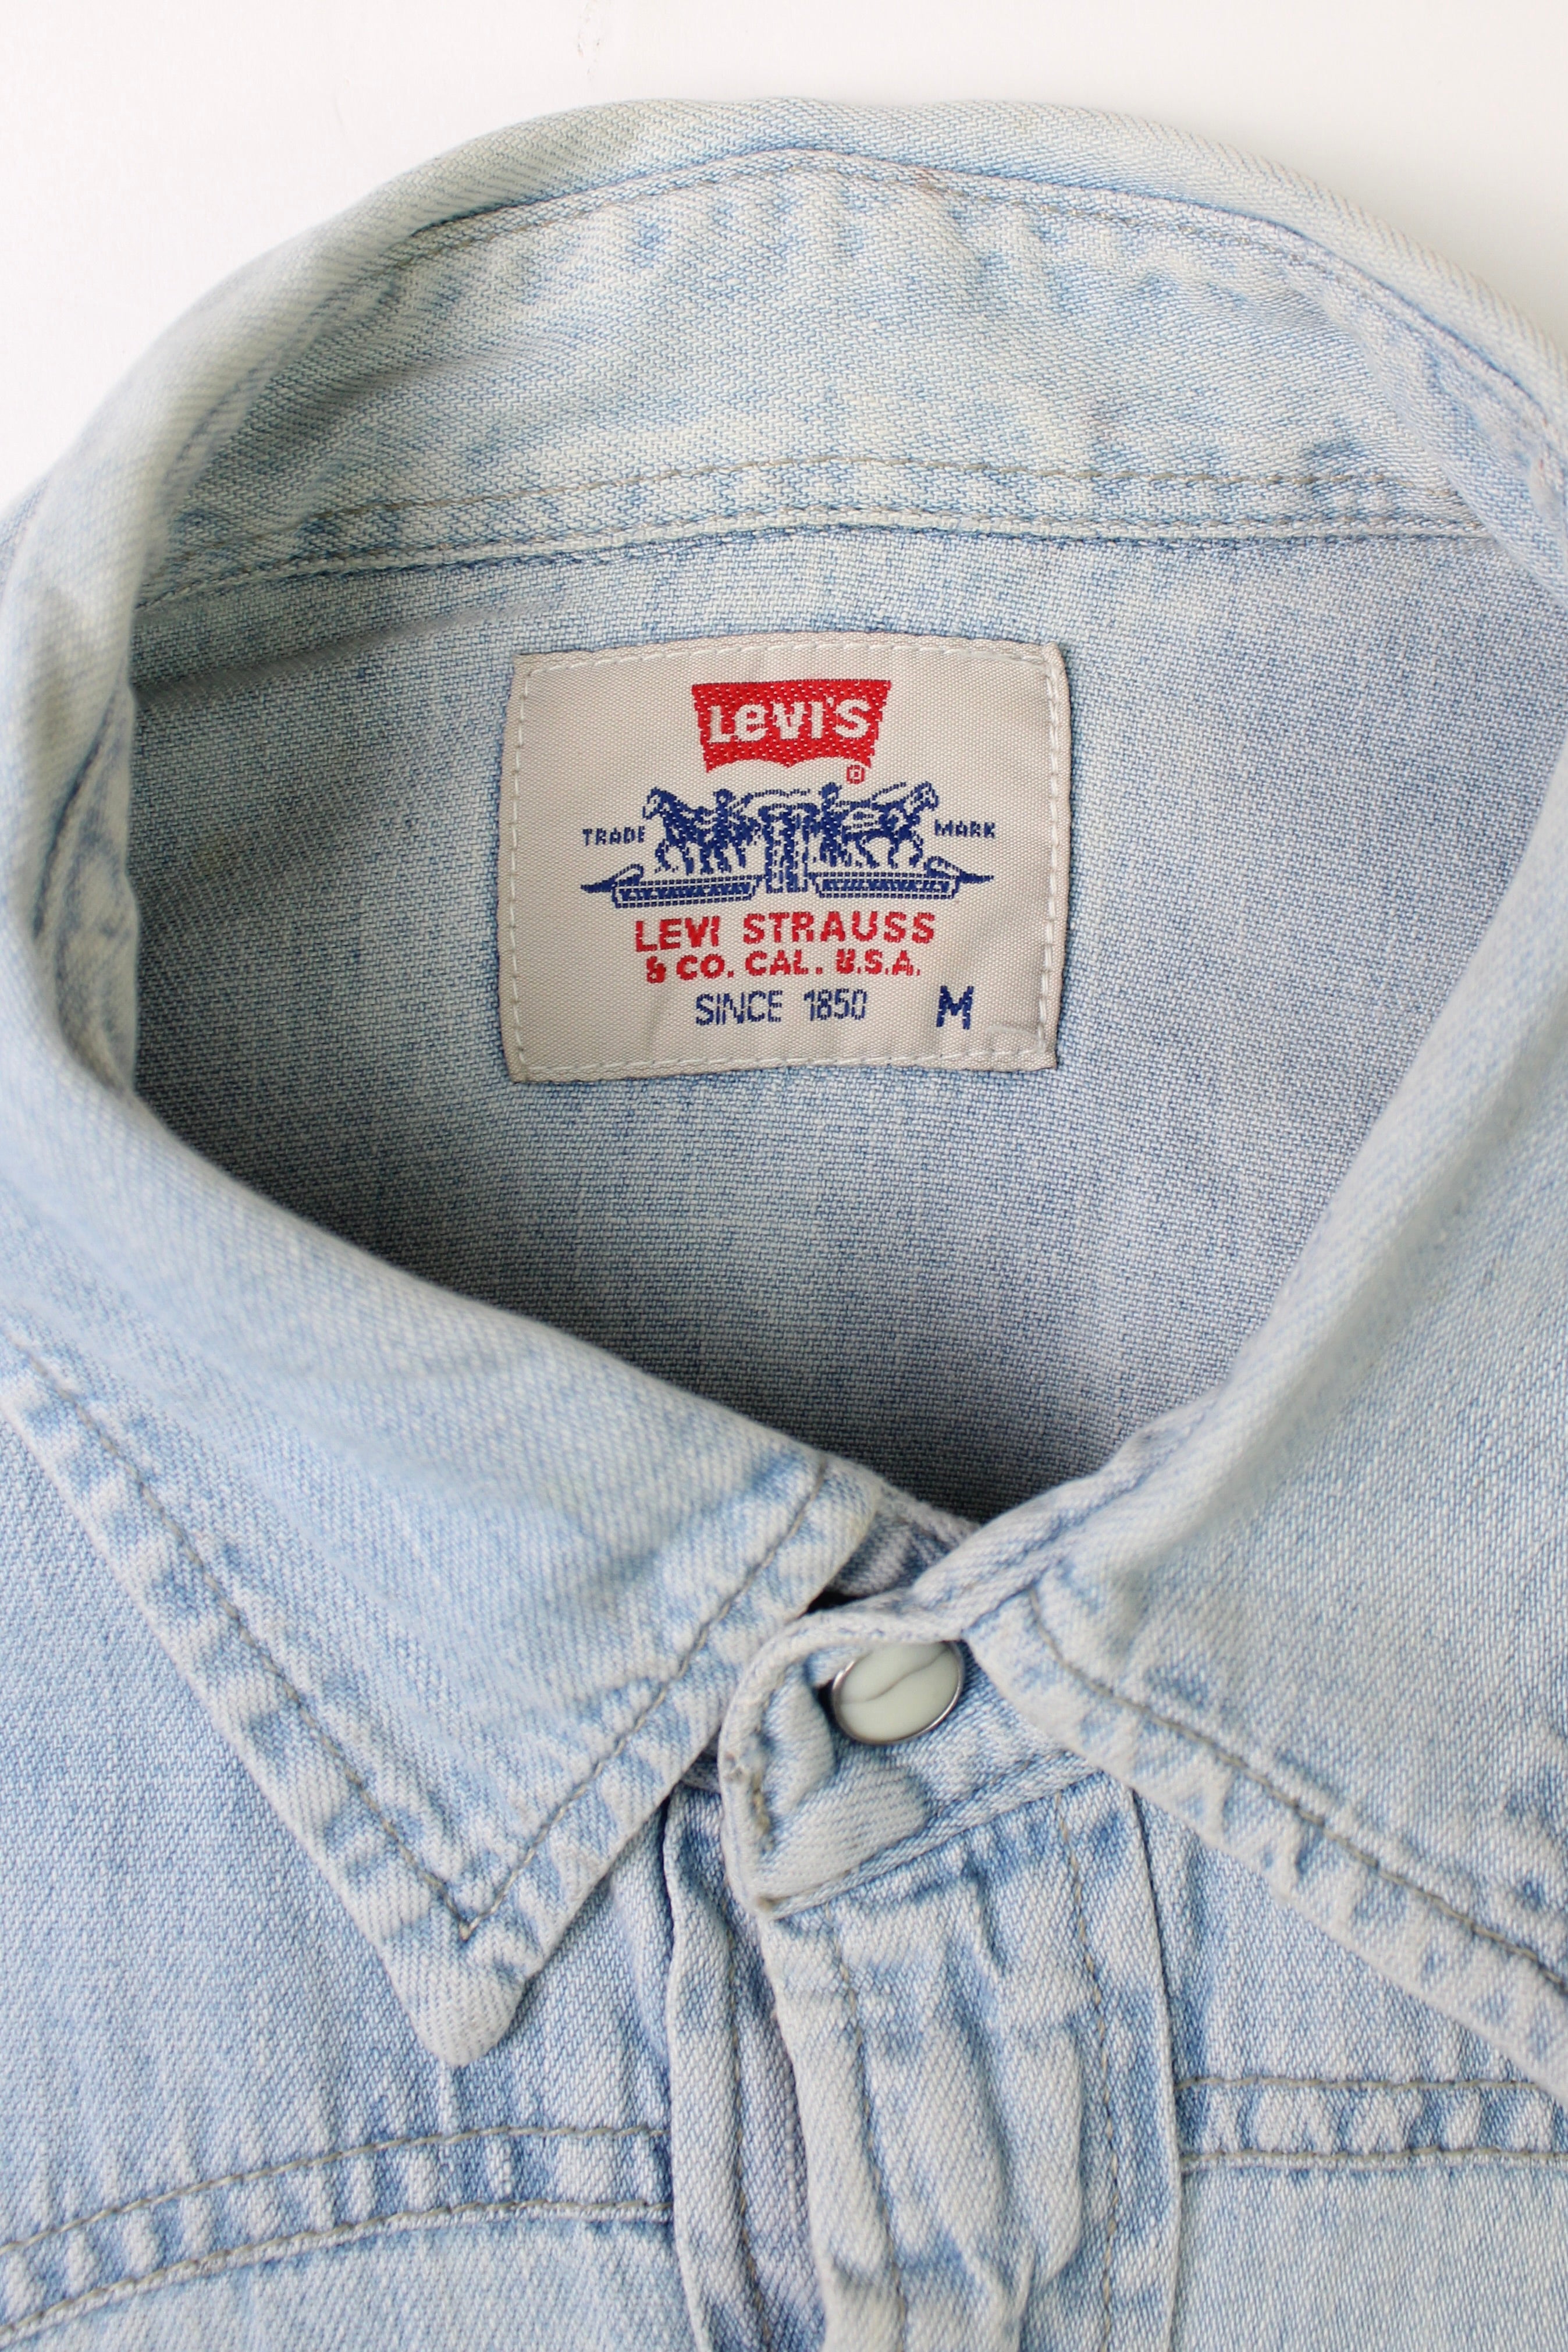 LEVI'S
®
TRADE MARK
LEVI STRAUSS
& CO. CAL. U.S.A.
SINCE 1850 M